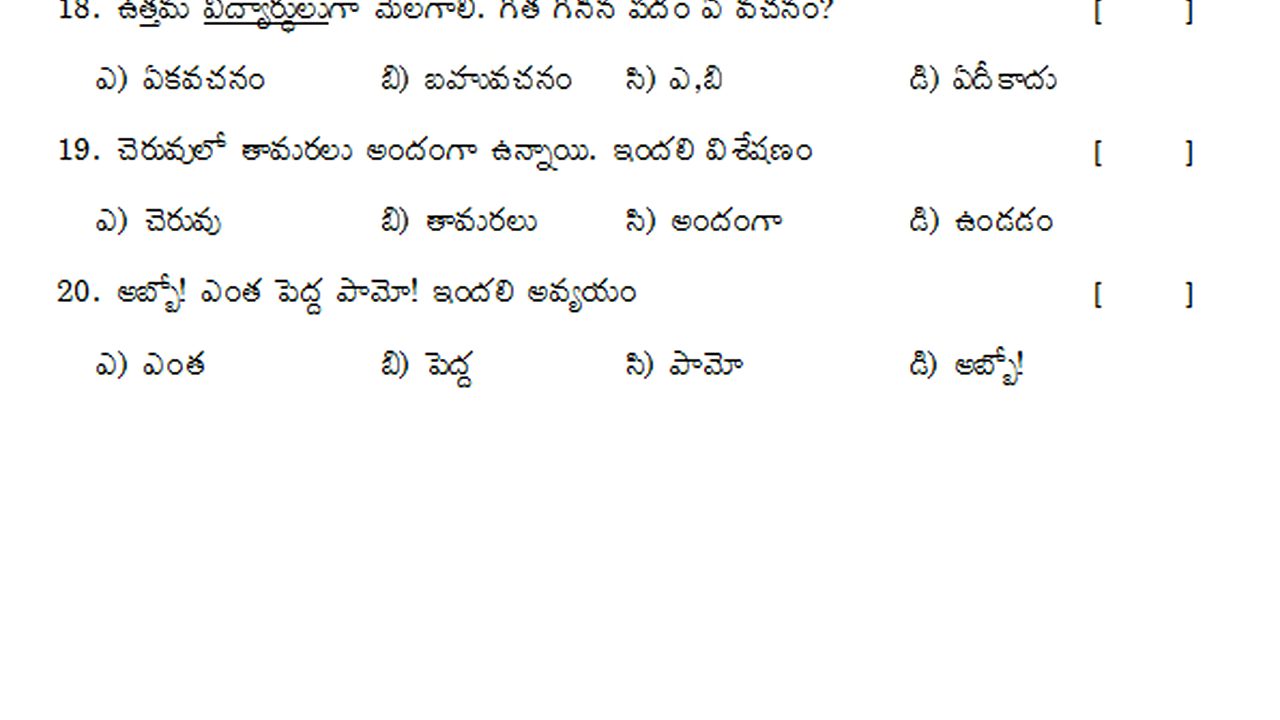 18. ఉత్తమ విద్యార్థులుగా మెలగాలి. గీత గీసిన పదం ఏ వచనం? [ ]
ఎ) ఏకవచనం బి) బహువచనం సి) ఎ,బి డి) ఏదీకాదు
19. చెరువులో తామరలు అందంగా ఉన్నాయి. ఇందలి విశేషణం [ ]
ఎ) చెరువు బి) తామరలు సి) అందంగా డి) ఉండడం
20. అబ్బో! ఎంత పెద్ద పామో! ఇందలి అవ్యయం [ ]
ఎ) ఎంత బి) పెద్ద సి) పామో డి) అబ్బో!